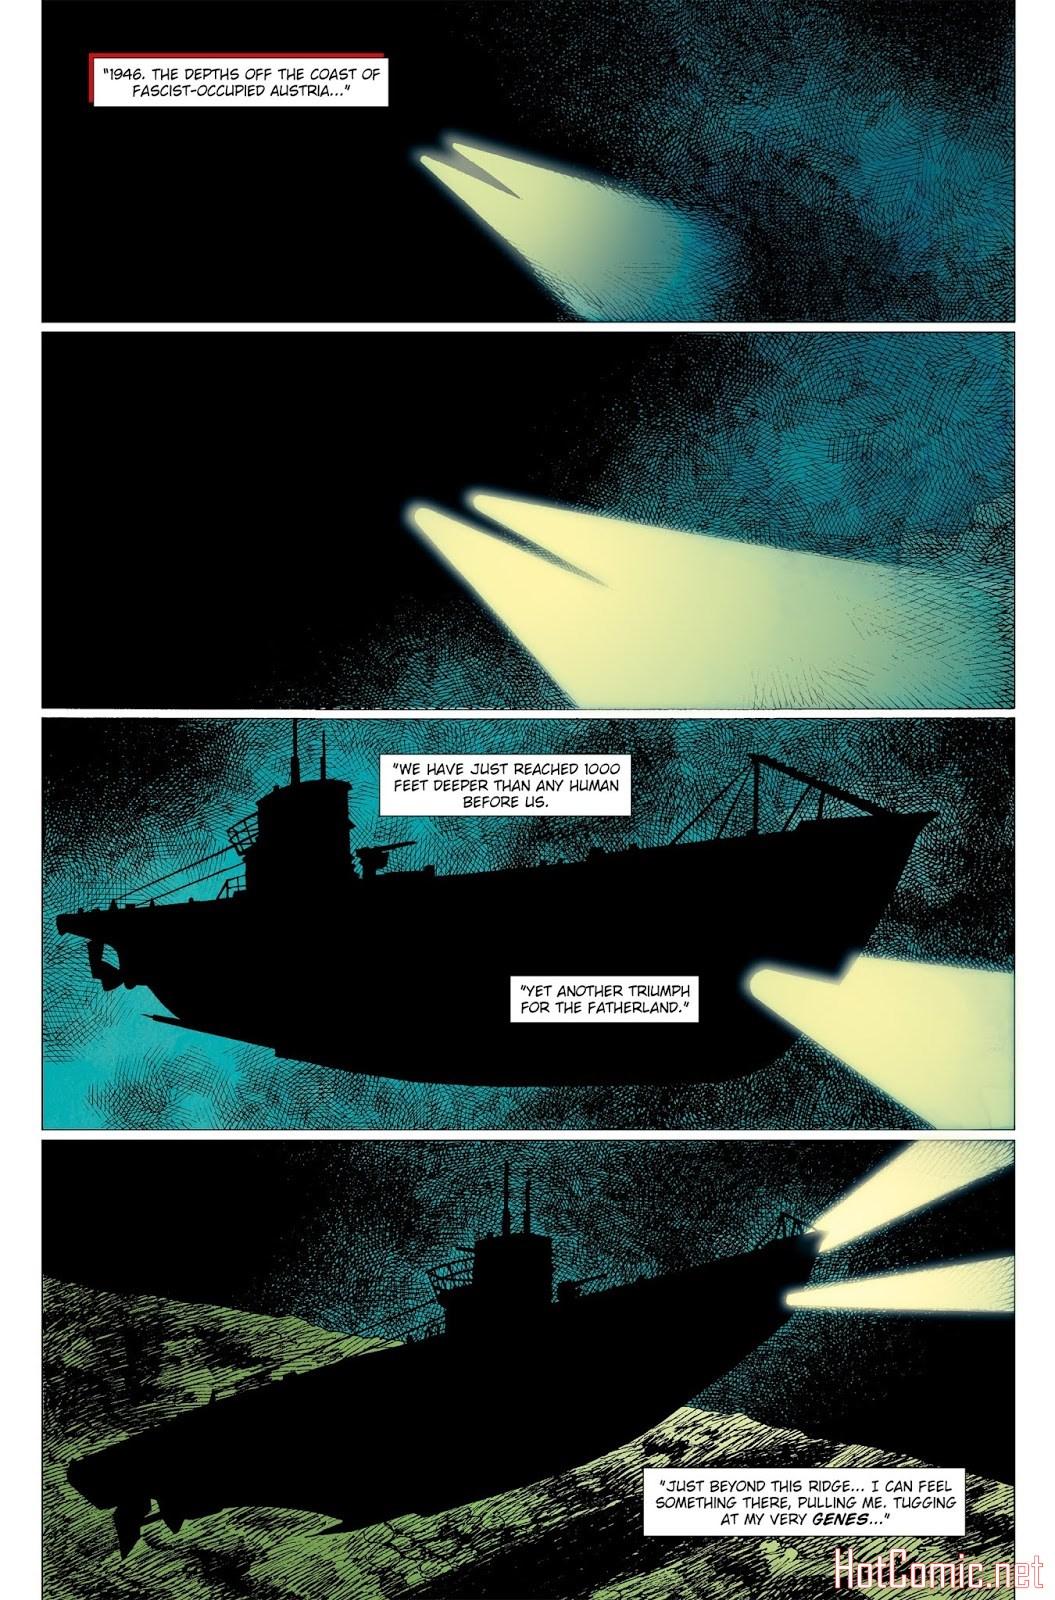 "1946. THE DEPTHS OFF THE COAST OF
FASCIST-OCCUPIED AUSTRIA..."
"WE HAVE JUST REACHED 1000
FEET DEEPER THAN ANY HUMAN
BEFORE US.
"YET ANOTHER TRIUMPH
FOR THE FATHERLAND."
"JUST BEYOND THIS RIDGE... I CAN FEEL
SOMETHING THERE, PULLING ME. TUGGING
AT MY VERY GENES..."
HotComic.net